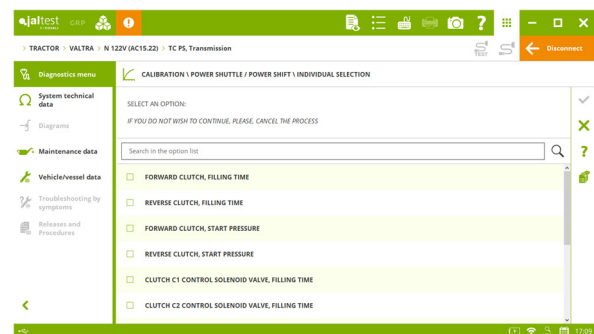 jaltest GRP
TRACTOR > VALTRA > N 122V (AC15.22) > TC PS, Transmission
TEST
Disconnect
Diagnostics menu
CALIBRATION \ POWER SHUTTLE / POWER SHIFT \ INDIVIDUAL SELECTION
System technical
data
Diagrams
Maintenance data
Vehicle/vessel data
Troubleshooting by
symptoms
Releases and
Procedures
SELECT AN OPTION:
IF YOU DO NOT WISH TO CONTINUE, PLEASE, CANCEL THE PROCESS
Search in the option list
FORWARD CLUTCH, FILLING TIME
REVERSE CLUTCH, FILLING TIME
FORWARD CLUTCH, START PRESSURE
REVERSE CLUTCH, START PRESSURE
CLUTCH C1 CONTROL SOLENOID VALVE, FILLING TIME
CLUTCH C2 CONTROL SOLENOID VALVE, FILLING TIME
17:09